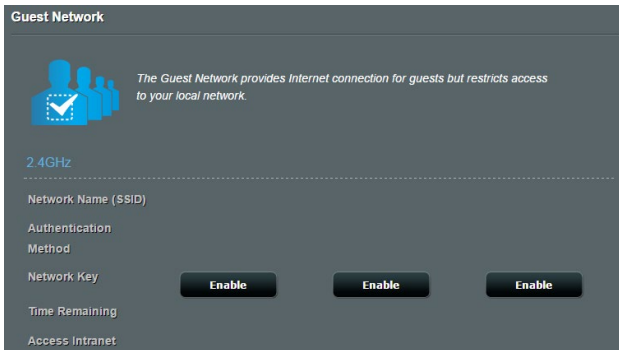 Guest Network
The Guest Network provides Internet connection for guests but restricts access
to your local network.
2.4GHz
Network Name (SSID)
Authentication
Method
Network Key
Enable Enable Enable
Time Remaining
Access Intranet